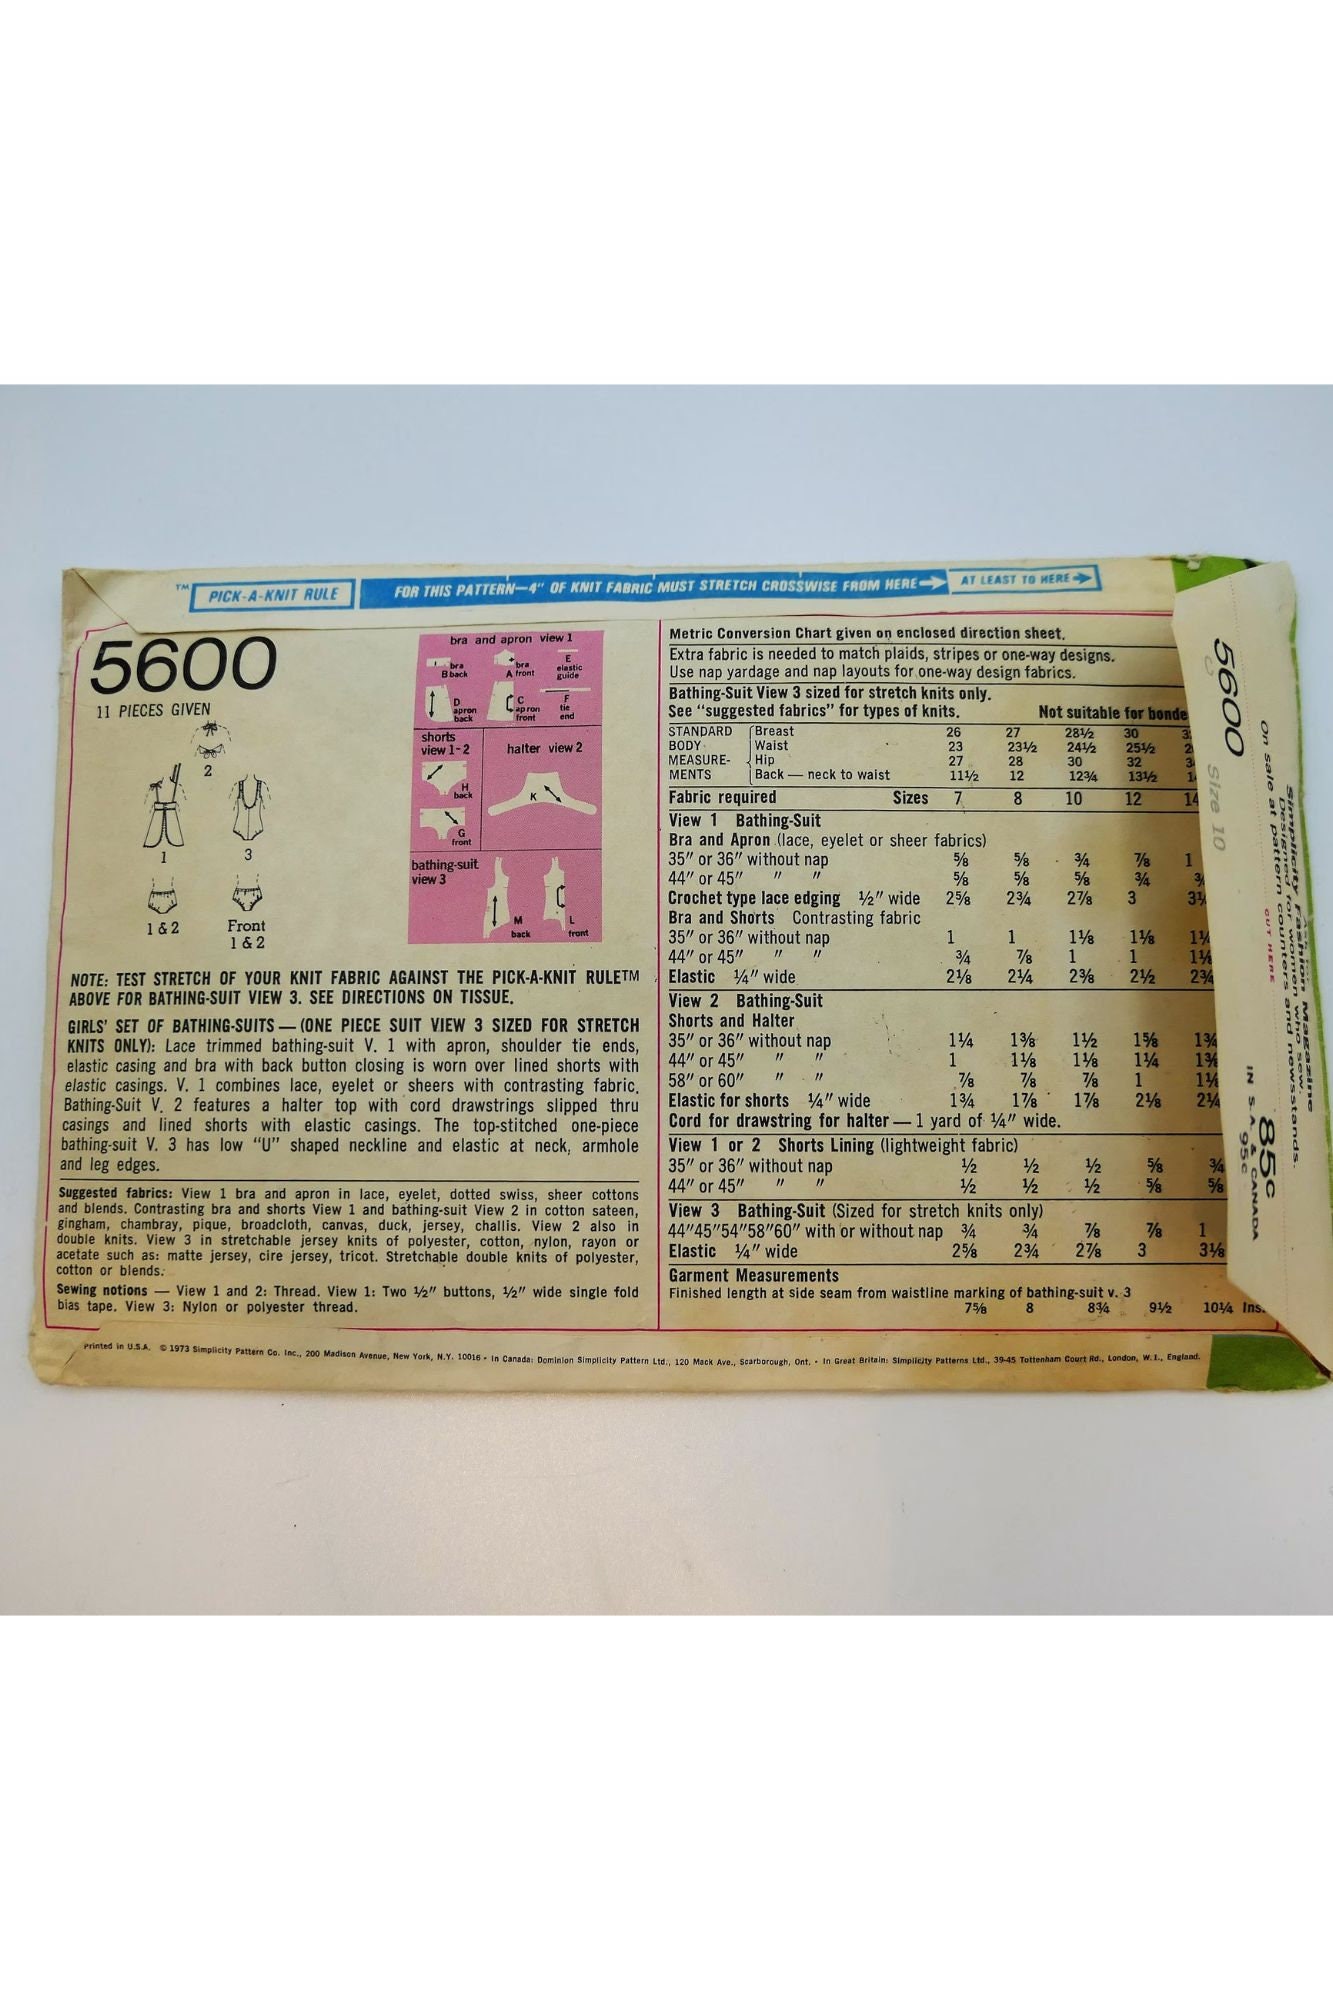 ™ PICK-A-KNIT RULE FOR THIS PATTERN—4" OF KNIT FABRIC MUST STRETCH CROSSWISE FROM HERE AT LEAST TO HERE
5600
11 PIECES GIVEN
2
1 3
1 & 2 Front
1 & 2
bra and apron view 1
bra
B back
bra
A front
E
elastic
guide
D
apron
back
C
apron
front
F
tie
end
shorts
view 1-2
H
back
G
front
halter view 2
K
bathing-suit
view 3
M
back
L
front
NOTE: TEST STRETCH OF YOUR KNIT FABRIC AGAINST THE PICK-A-KNIT RULE™
ABOVE FOR BATHING-SUIT VIEW 3. SEE DIRECTIONS ON TISSUE.
GIRLS' SET OF BATHING-SUITS — (ONE PIECE SUIT VIEW 3 SIZED FOR STRETCH
KNITS ONLY): Lace trimmed bathing-suit V. 1 with apron, shoulder tie ends,
elastic casing and bra with back button closing is worn over lined shorts with
elastic casings. V. 1 combines lace, eyelet or sheers with contrasting fabric.
Bathing-Suit V. 2 features a halter top with cord drawstrings slipped thru
casings and lined shorts with elastic casings. The top-stitched one-piece
bathing-suit V. 3 has low "U" shaped neckline and elastic at neck, armhole
and leg edges.
Suggested fabrics: View 1 bra and apron in lace, eyelet, dotted swiss, sheer cottons
and blends. Contrasting bra and shorts View 1 and bathing-suit View 2 in cotton sateen,
gingham, chambray, pique, broadcloth, canvas, duck, jersey, challis. View 2 also in
double knits. View 3 in stretchable jersey knits of polyester, cotton, nylon, rayon or
acetate such as: matte jersey, cire jersey, tricot. Stretchable double knits of polyester,
cotton or blends.
Sewing notions — View 1 and 2: Thread. View 1: Two ½" buttons, ½" wide single fold
bias tape. View 3: Nylon or polyester thread.
Metric Conversion Chart given on enclosed direction sheet.
Extra fabric is needed to match plaids, stripes or one-way designs.
Use nap yardage and nap layouts for one-way design fabrics.
Bathing-Suit View 3 sized for stretch knits only.
See "suggested fabrics" for types of knits. Not suitable for bonde
STANDARD Breast 26 27 28½ 30
BODY Waist 23 23½ 24½ 25½
MEASURE- Hip 27 28 30 32
MENTS Back — neck to waist 11½ 12 12¾ 13½
Fabric required Sizes 7 8 10 12 14
View 1 Bathing-Suit
Bra and Apron (lace, eyelet or sheer fabrics)
35" or 36" without nap ⅝ ⅝ ¾ ⅞ 1
44" or 45" " " ⅝ ⅝ ⅝ ¾
Crochet type lace edging ½" wide 2⅝ 2¾ 2⅞ 3
Bra and Shorts Contrasting fabric
35" or 36" without nap 1 1 1⅛ 1⅛
44" or 45" " " ¾ ⅞ 1 1 1⅛
Elastic ¼" wide 2⅛ 2¼ 2⅜ 2½ 2¾
View 2 Bathing-Suit
Shorts and Halter
35" or 36" without nap 1¼ 1⅜ 1½ 1⅝ 1¾
44" or 45" " " 1 1⅛ 1⅛ 1¼ 1⅜
58" or 60" " " ⅞ ⅞ ⅞ 1 1⅛
Elastic for shorts ¼" wide 1¾ 1⅞ 1⅞ 2⅛ 2¼
Cord for drawstring for halter — 1 yard of ¼" wide.
View 1 or 2 Shorts Lining (lightweight fabric)
35" or 36" without nap ½ ½ ½ ⅝ ¾
44" or 45" " " ½ ½ ½ ⅝ ⅝
View 3 Bathing-Suit (Sized for stretch knits only)
44"45"54"58"60" with or without nap ¾ ¾ ⅞ ⅞ 1
Elastic ¼" wide 2⅝ 2¾ 2⅞ 3 3⅛
Garment Measurements
Finished length at side seam from waistline marking of bathing-suit v. 3
7⅝ 8 8¾ 9½ 10¼ Ins.
Printed in U.S.A. © 1973 Simplicity Pattern Co. Inc., 200 Madison Avenue, New York, N.Y. 10016 • In Canada: Dominion Simplicity Pattern Ltd., 120 Mack Ave., Scarborough, Ont. • In Great Britain: Simplicity Patterns Ltd., 39-45 Tottenham Court Rd., London, W.1., England.
5600
Size 10
Simplicity Fashion Magazine
Designed for women who sew.
On sale at pattern counters and newsstands.
CUT HERE
85c
IN S.A. & CANADA
95c